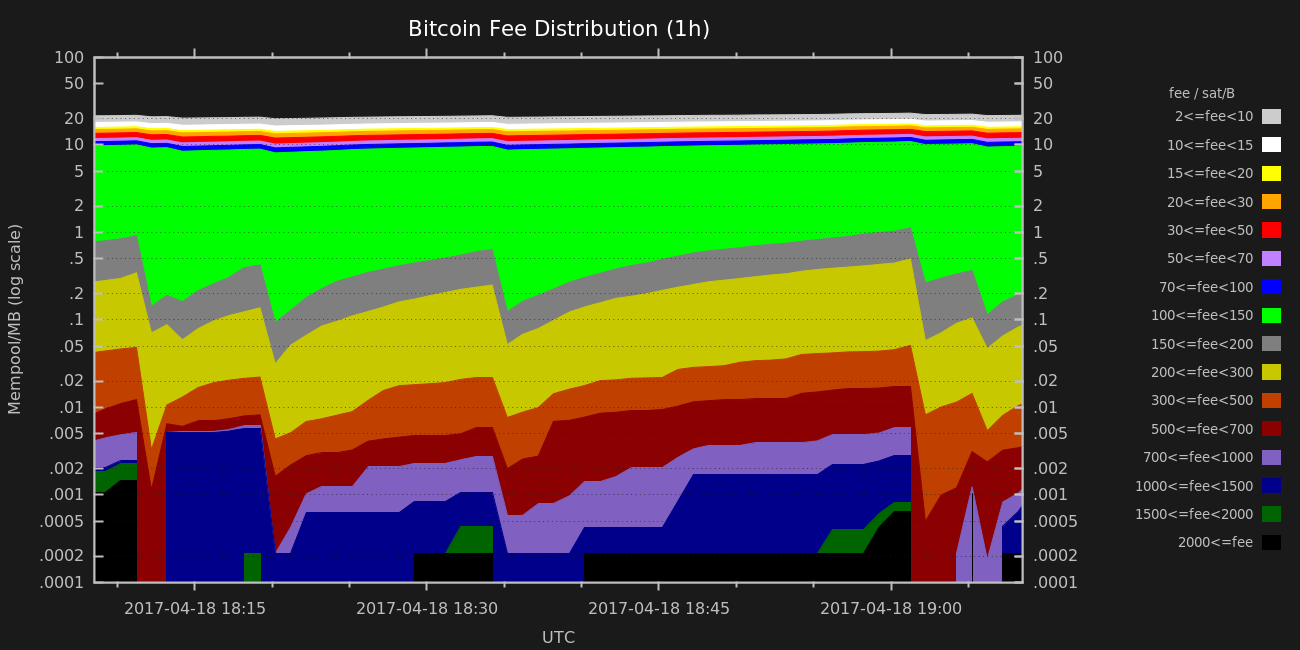 Bitcoin Fee Distribution (1h)
100 100
50 50
20 20
10 10
5 5
2 2
1 1
.5 .5
.2 .2
.1 .1
.05 .05
.02 .02
.01 .01
.005 .005
.002 .002
.001 .001
.0005 .0005
.0002 .0002
.0001 .0001
Mempool/MB (log scale)
2017-04-18 18:15 2017-04-18 18:30 2017-04-18 18:45 2017-04-18 19:00
UTC
fee / sat/B
2<=fee<10
10<=fee<15
15<=fee<20
20<=fee<30
30<=fee<50
50<=fee<70
70<=fee<100
100<=fee<150
150<=fee<200
200<=fee<300
300<=fee<500
500<=fee<700
700<=fee<1000
1000<=fee<1500
1500<=fee<2000
2000<=fee